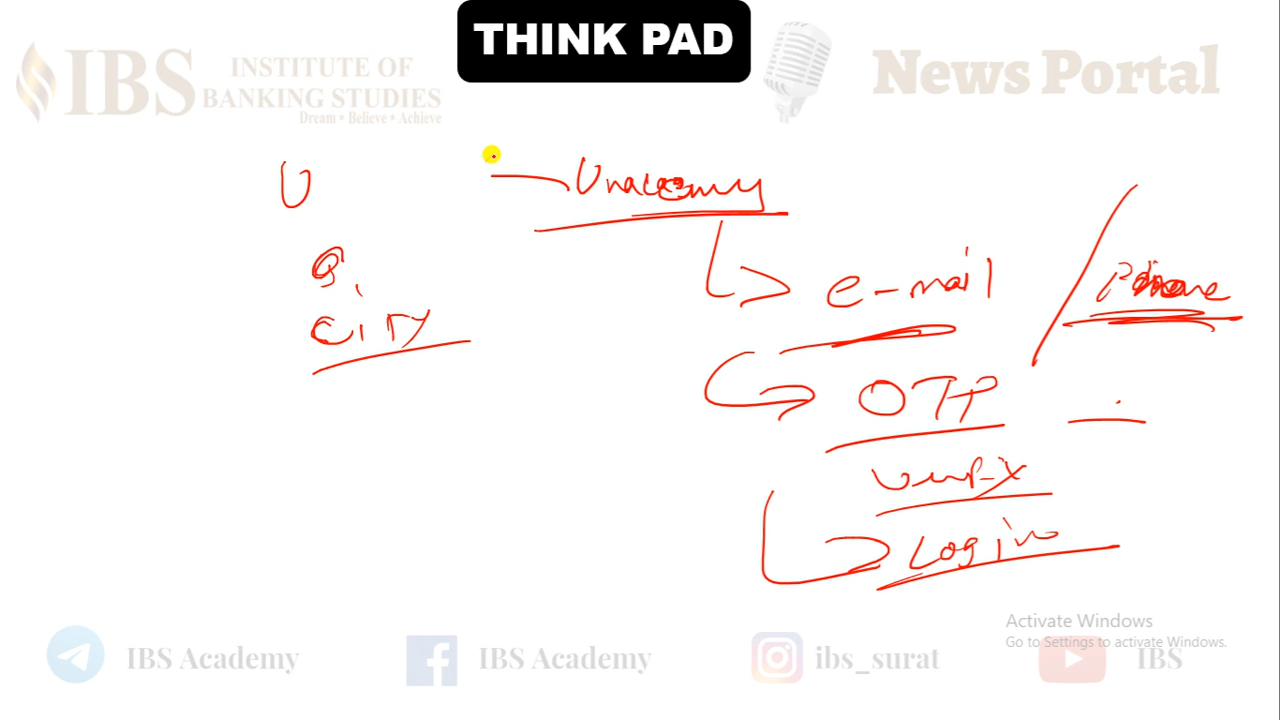 THINK PAD
IBS INSTITUTE OF
BANKING STUDIES
Dream • Believe • Achieve
News Portal
U
Unacademy
e-mail / Phone
City
OTP
Verify
Login
Activate Windows
Go to Settings to activate Windows.
IBS Academy
IBS Academy
ibs_surat
IBS